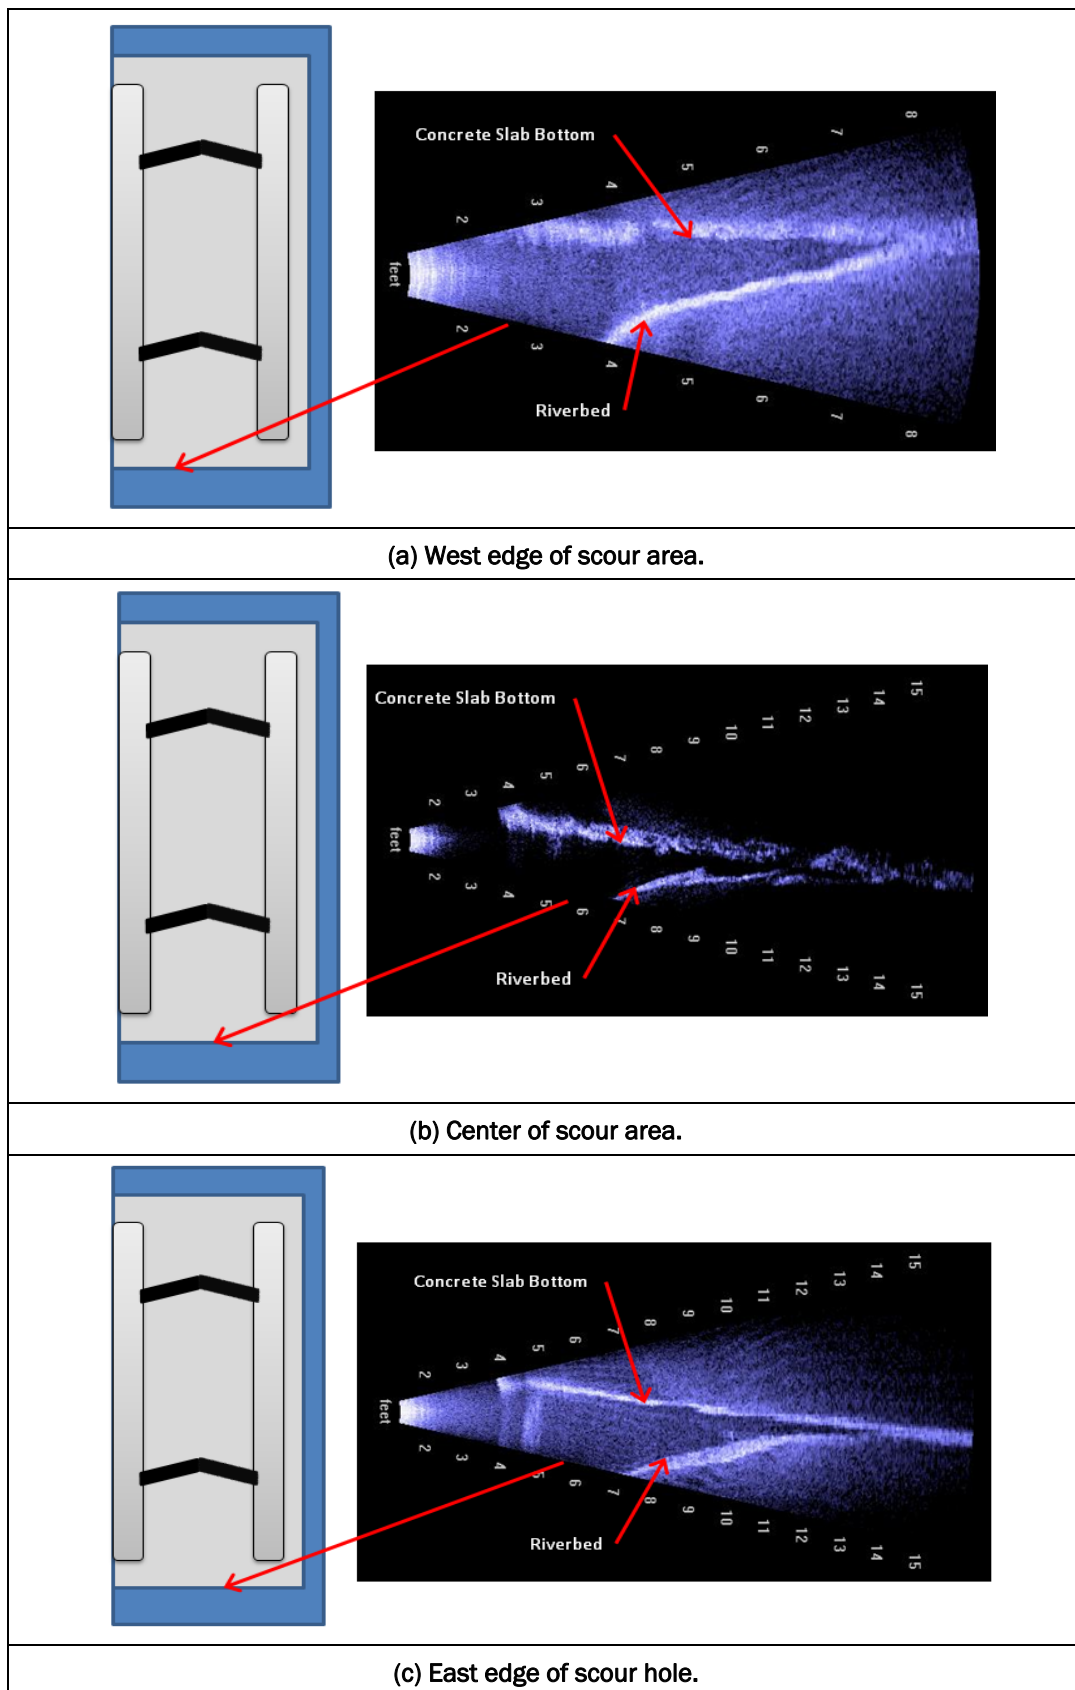 Concrete Slab Bottom
2 3 4 5 6 7 8
feet
2 3 4 5 6 7 8
Riverbed
(a) West edge of scour area.
Concrete Slab Bottom
2 3 4 5 6 7 8 9 10 11 12 13 14 15
feet
2 3 4 5 6 7 8 9 10 11 12 13 14 15
Riverbed
(b) Center of scour area.
Concrete Slab Bottom
2 3 4 5 6 7 8 9 10 11 12 13 14 15
feet
2 3 4 5 6 7 8 9 10 11 12 13 14 15
Riverbed
(c) East edge of scour hole.